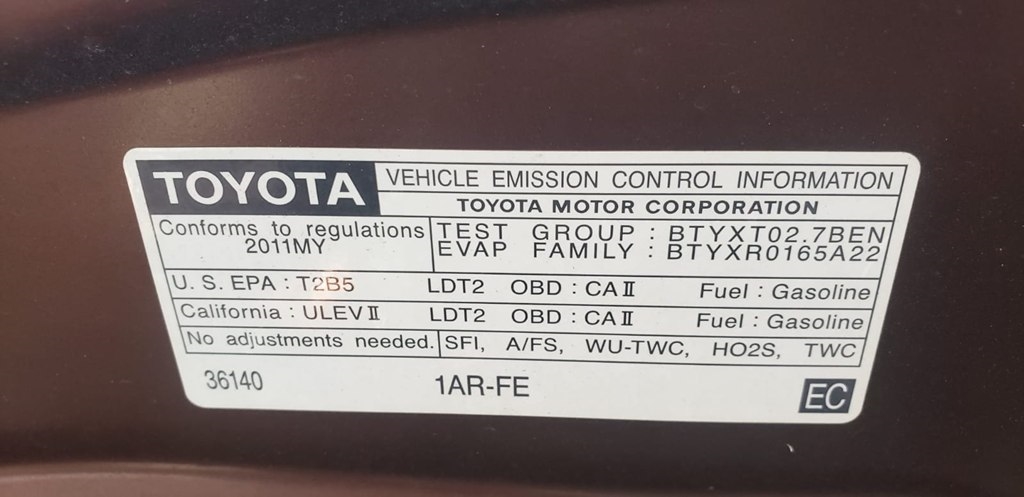 TOYOTA VEHICLE EMISSION CONTROL INFORMATION
TOYOTA MOTOR CORPORATION
Conforms to regulations
2011MY
TEST GROUP : BTYXT02.7BEN
EVAP FAMILY : BTYXR0165A22
U.S. EPA : T2B5 LDT2 OBD : CAⅡ Fuel : Gasoline
California : ULEVⅡ LDT2 OBD : CAⅡ Fuel : Gasoline
No adjustments needed. SFI, A/FS, WU-TWC, HO2S, TWC
36140 1AR-FE EC